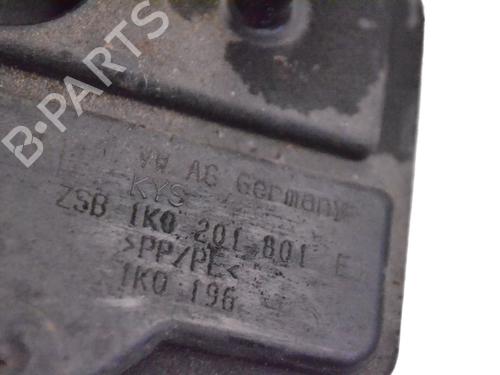 B-PARTS
VW AG Germany
KYS
ZSB 1K0 201 801 E
>PP/PE<
1K0 196